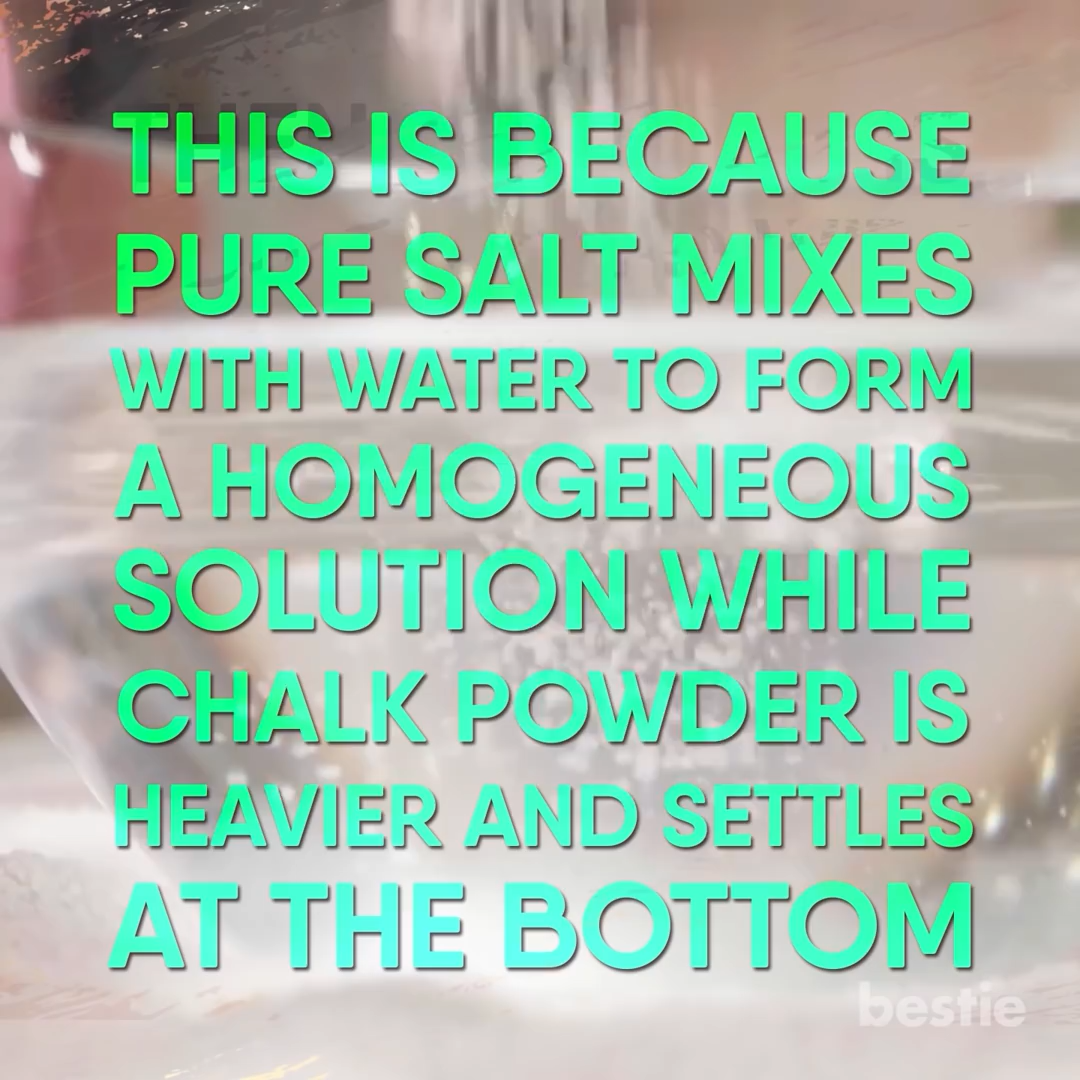 THIS IS BECAUSE
PURE SALT MIXES
WITH WATER TO FORM
A HOMOGENEOUS
SOLUTION WHILE
CHALK POWDER IS
HEAVIER AND SETTLES
AT THE BOTTOM
bestie